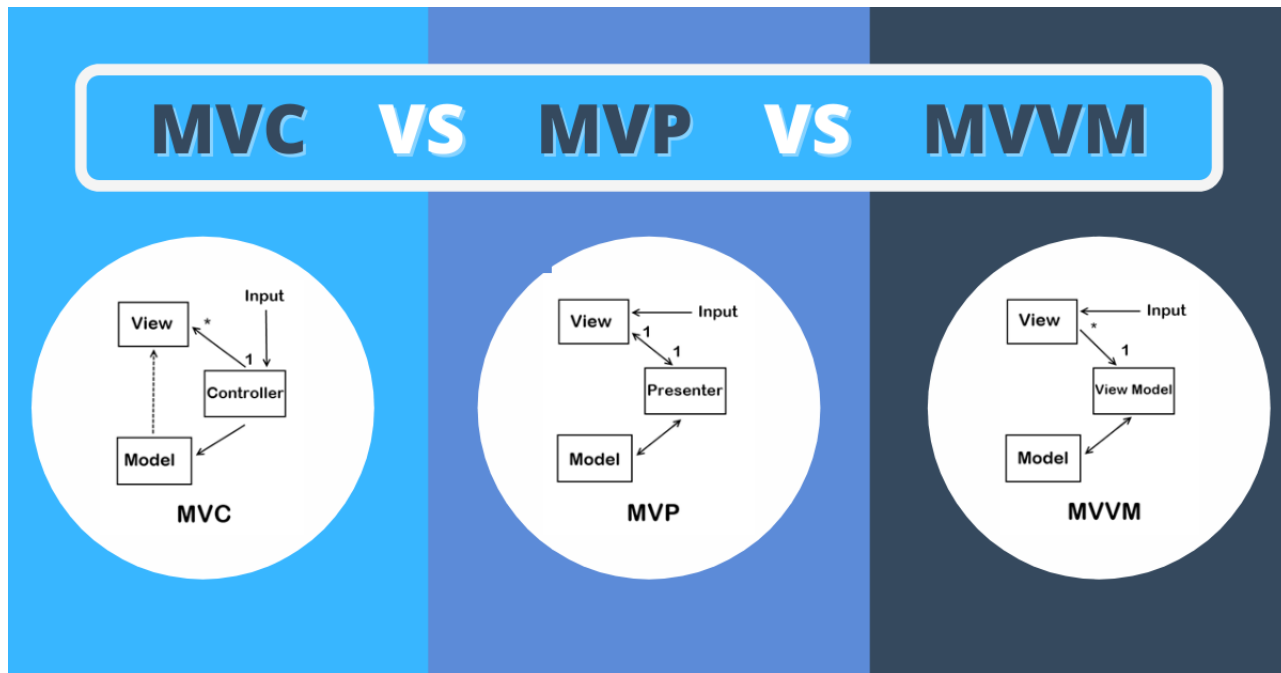 MVC VS MVP VS MVVM
Input
View
*
1
Controller
Model
MVC
View
Input
1
1
Presenter
Model
MVP
View
Input
*
1
View Model
Model
MVVM